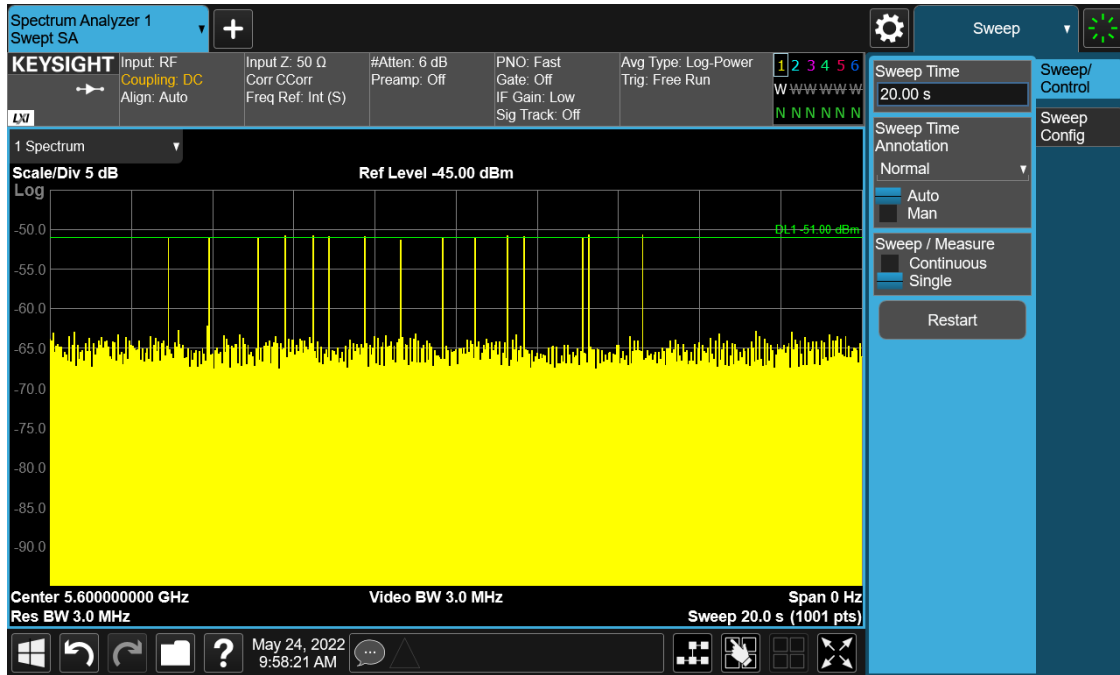 Spectrum Analyzer 1
Swept SA
Sweep
KEYSIGHT
LXI
Input: RF
Coupling: DC
Align: Auto
Input Z: 50 Ω
Corr CCorr
Freq Ref: Int (S)
#Atten: 6 dB
Preamp: Off
PNO: Fast
Gate: Off
IF Gain: Low
Sig Track: Off
Avg Type: Log-Power
Trig: Free Run
1 2 3 4 5 6
W W W W W W
N N N N N N
Sweep Time
20.00 s
Sweep Time
Annotation
Normal
Auto
Man
Sweep / Measure
Continuous
Single
Restart
Sweep/
Control
Sweep
Config
1 Spectrum
Scale/Div 5 dB
Ref Level -45.00 dBm
Log
DL1 -51.00 dBm
-50.0
-55.0
-60.0
-65.0
-70.0
-75.0
-80.0
-85.0
-90.0
Center 5.600000000 GHz
Video BW 3.0 MHz
Span 0 Hz
Res BW 3.0 MHz
Sweep 20.0 s (1001 pts)
?
May 24, 2022
9:58:21 AM